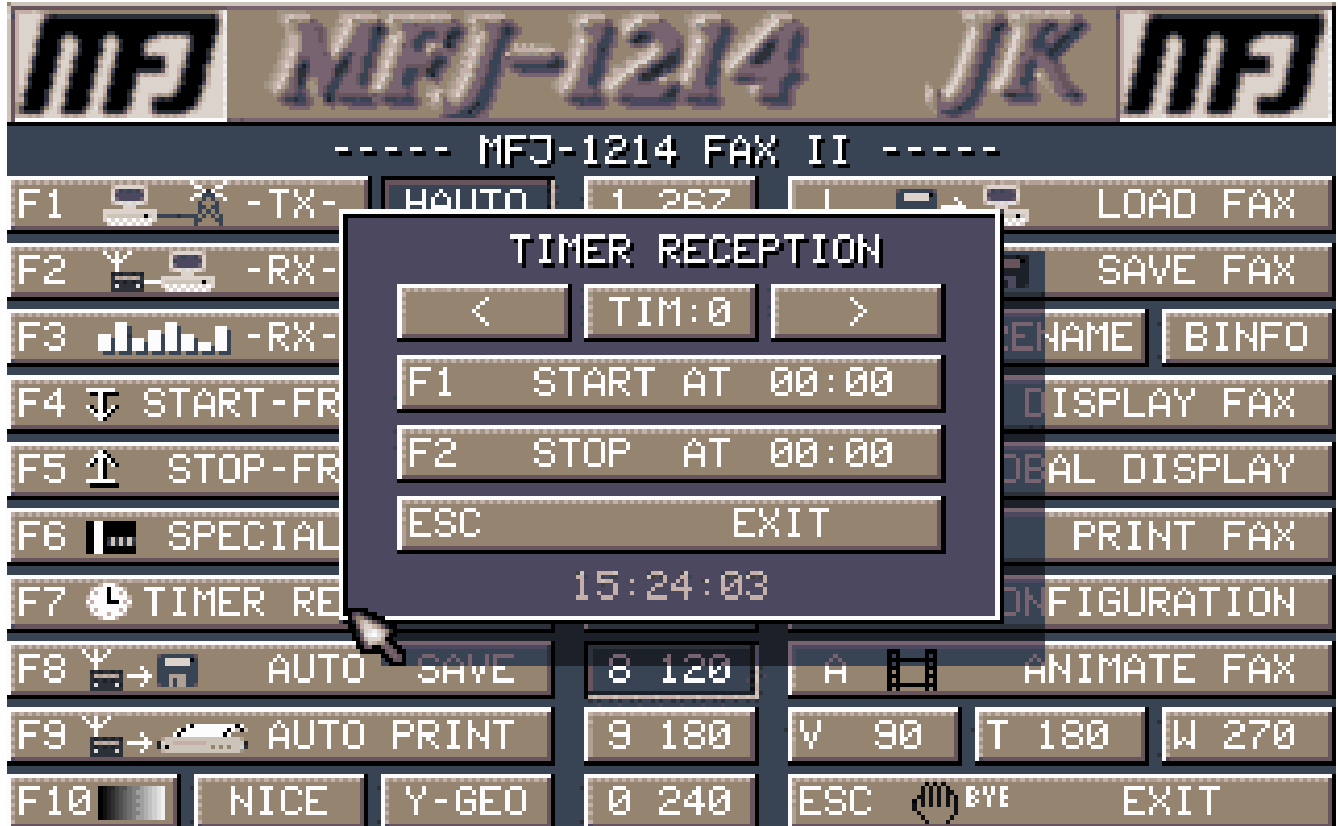 MFJ MFJ-1214 JK MFJ
----- MFJ-1214 FAX II -----
F1 -TX- HAUTO 1 267 L LOAD FAX
F2 -RX- SAVE FAX
F3 -RX- ENAME BINFO
F4 START-FR DISPLAY FAX
F5 STOP-FR OBAL DISPLAY
F6 SPECIAL PRINT FAX
F7 TIMER RE ONFIGURATION
F8 AUTO SAVE 8 120 A ANIMATE FAX
F9 AUTO PRINT 9 180 V 90 T 180 W 270
F10 NICE Y-GEO 0 240 ESC BYE EXIT
TIMER RECEPTION
< TIM:0 >
F1 START AT 00:00
F2 STOP AT 00:00
ESC EXIT
15:24:03